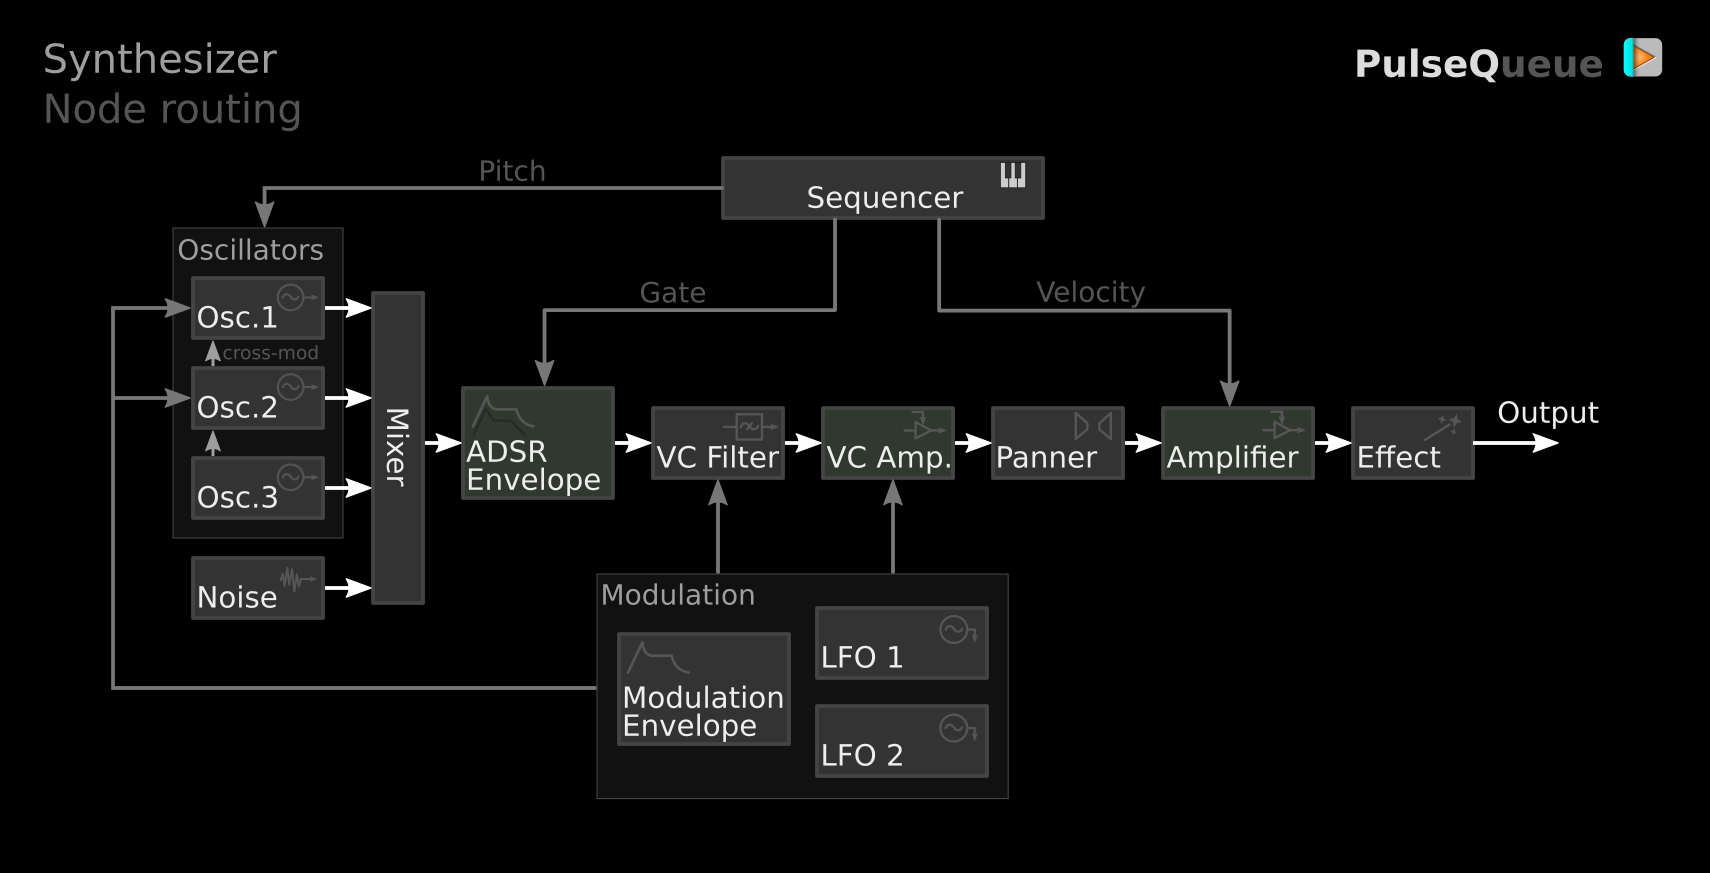 Synthesizer
Node routing
PulseQueue
Pitch
Sequencer
Oscillators
Gate
Velocity
Osc.1
cross-mod
Osc.2
Osc.3
Noise
Mixer
ADSR
Envelope
VC Filter
VC Amp.
Panner
Amplifier
Effect
Output
Modulation
Modulation
Envelope
LFO 1
LFO 2